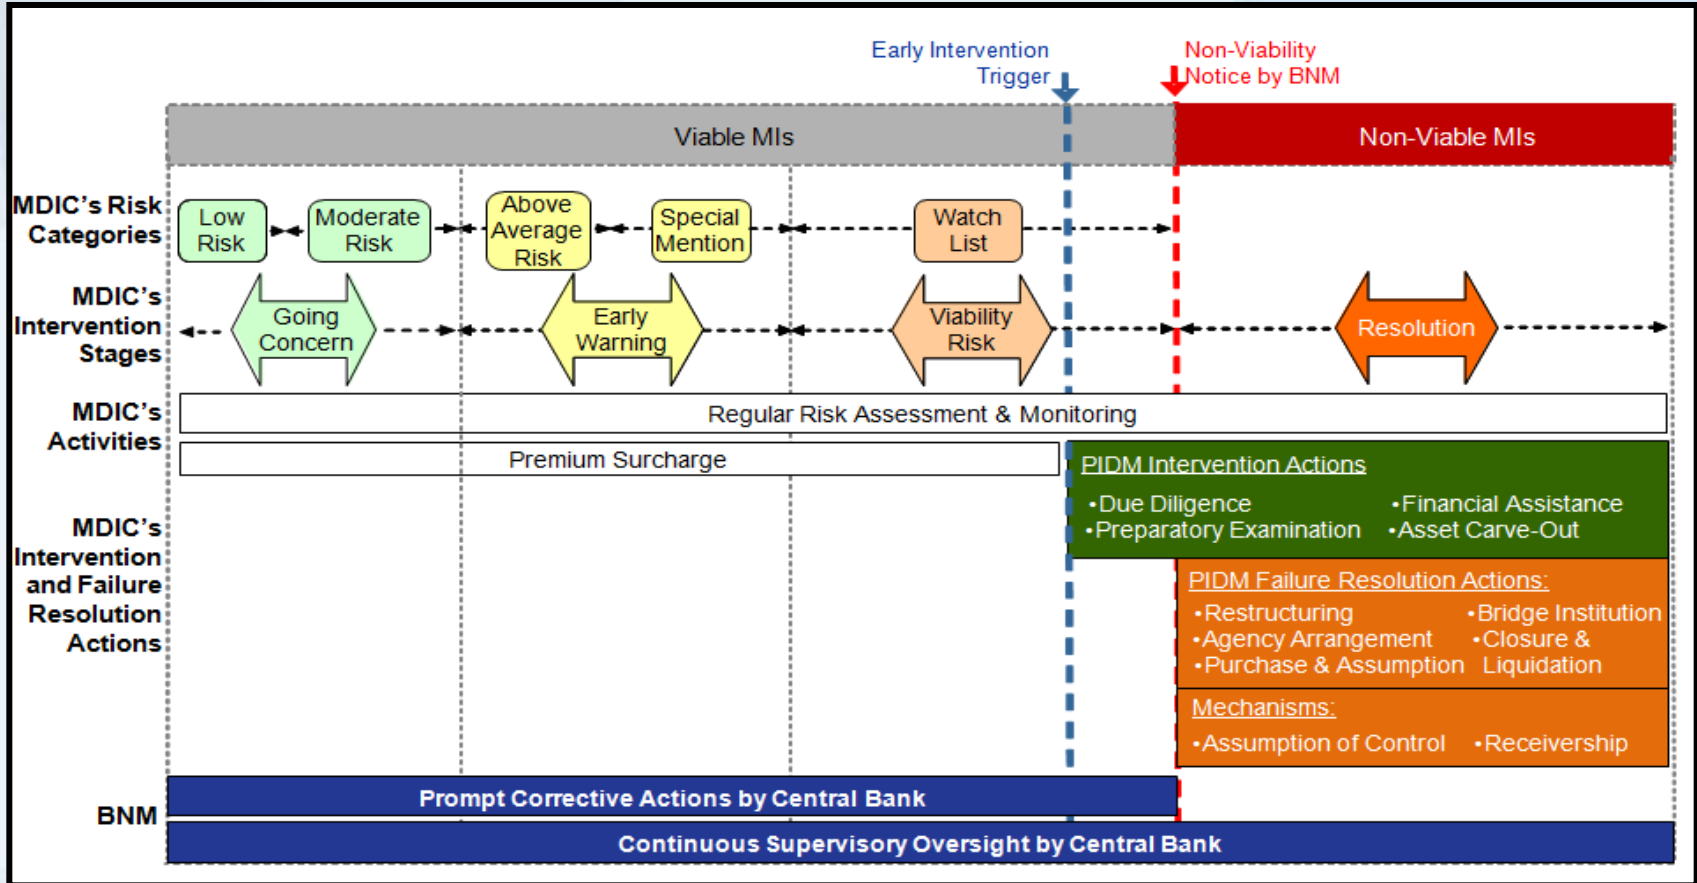 Early Intervention
Trigger
Non-Viability
Notice by BNM
Viable MIs
Non-Viable MIs
MDIC's Risk
Categories
Low
Risk
Moderate
Risk
Above
Average
Risk
Special
Mention
Watch
List
MDIC's
Intervention
Stages
Going
Concern
Early
Warning
Viability
Risk
Resolution
MDIC's
Activities
Regular Risk Assessment & Monitoring
Premium Surcharge
MDIC's
Intervention
and Failure
Resolution
Actions
PIDM Intervention Actions
•Due Diligence
•Preparatory Examination
•Financial Assistance
•Asset Carve-Out
PIDM Failure Resolution Actions:
•Restructuring
•Agency Arrangement
•Purchase & Assumption
•Bridge Institution
•Closure &
Liquidation
Mechanisms:
•Assumption of Control
•Receivership
BNM
Prompt Corrective Actions by Central Bank
Continuous Supervisory Oversight by Central Bank